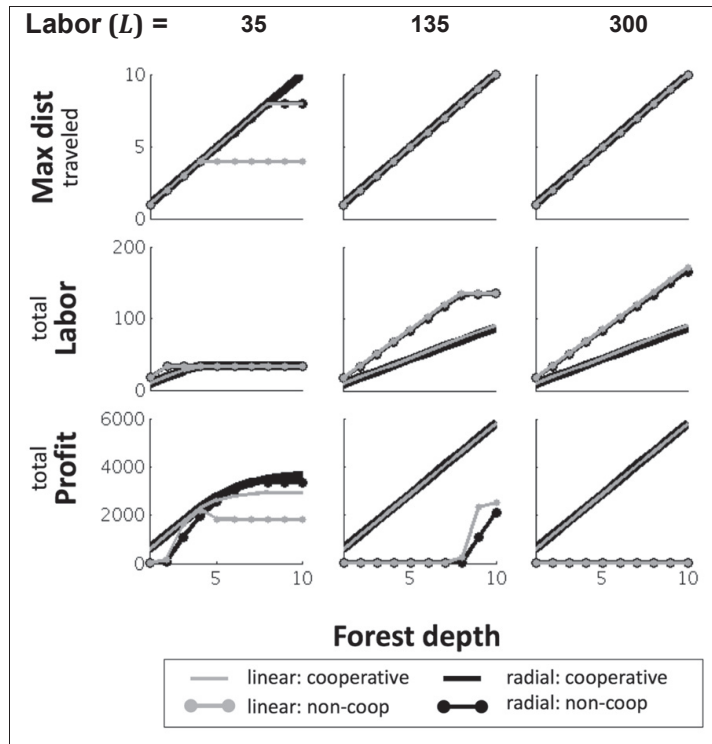 Labor (L) = 35 135 300
Max dist
traveled
10
5
0
total
Labor
200
100
0
total
Profit
6000
4000
2000
0
5 10 5 10 5 10
Forest depth
linear: cooperative radial: cooperative
linear: non-coop radial: non-coop